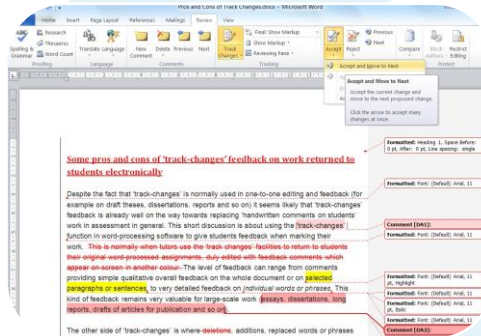 Pros and Cons of Track Changes.docx - Microsoft Word
Home Insert Page Layout References Mailings Review View
Research
Thesaurus
Word Count
Spelling & Grammar
Translate Language
New Comment
Delete Previous Next
Track Changes
Final: Show Markup
Show Markup
Reviewing Pane
Accept Reject
Previous
Next
Compare
Block Authors
Restrict Editing
Proofing Language Comments Tracking Protect
Accept and Move to Next
Accept and Move to Next
Accept the current change and
move to the next proposed change.
Click the arrow to accept many
changes at once.
Some pros and cons of 'track-changes' feedback on work returned to
students electronically
Despite the fact that 'track-changes' is normally used in one-to-one editing and feedback (for
example on draft theses, dissertations, reports and so on) it seems likely that 'track-changes'
feedback is already well on the way towards replacing 'handwritten comments on students'
work in assessment in general. This short discussion is about using the 'track-changes'
function in word-processing software to give students feedback when marking their
work. This is normally when tutors use the 'track changes' facilities to return to students
their original word-processed assignments, duly edited with feedback comments which
appear on-screen in another colour. The level of feedback can range from comments
providing simple qualitative overall feedback on the whole document or on selected
paragraphs or sentences, to very detailed feedback on individual words or phrases. This
kind of feedback remains very valuable for large-scale work (essays, dissertations, long
reports, drafts of articles for publication and so on).
The other side of 'track-changes' is where deletions, additions, replaced words or phrases
Formatted: Heading 1, Space Before:
0 pt, After: 0 pt, Line spacing: single
Formatted: Font: (Default) Arial, 11
Comment [DA1]:
Formatted: Font: (Default) Arial, 11
Formatted: Font: (Default) Arial, 11
pt, Highlight
Formatted: Font: (Default) Arial, 11
Formatted: Font: (Default) Arial, 11
pt, Italic
Formatted: Font: (Default) Arial, 11
Comment [DA2]: